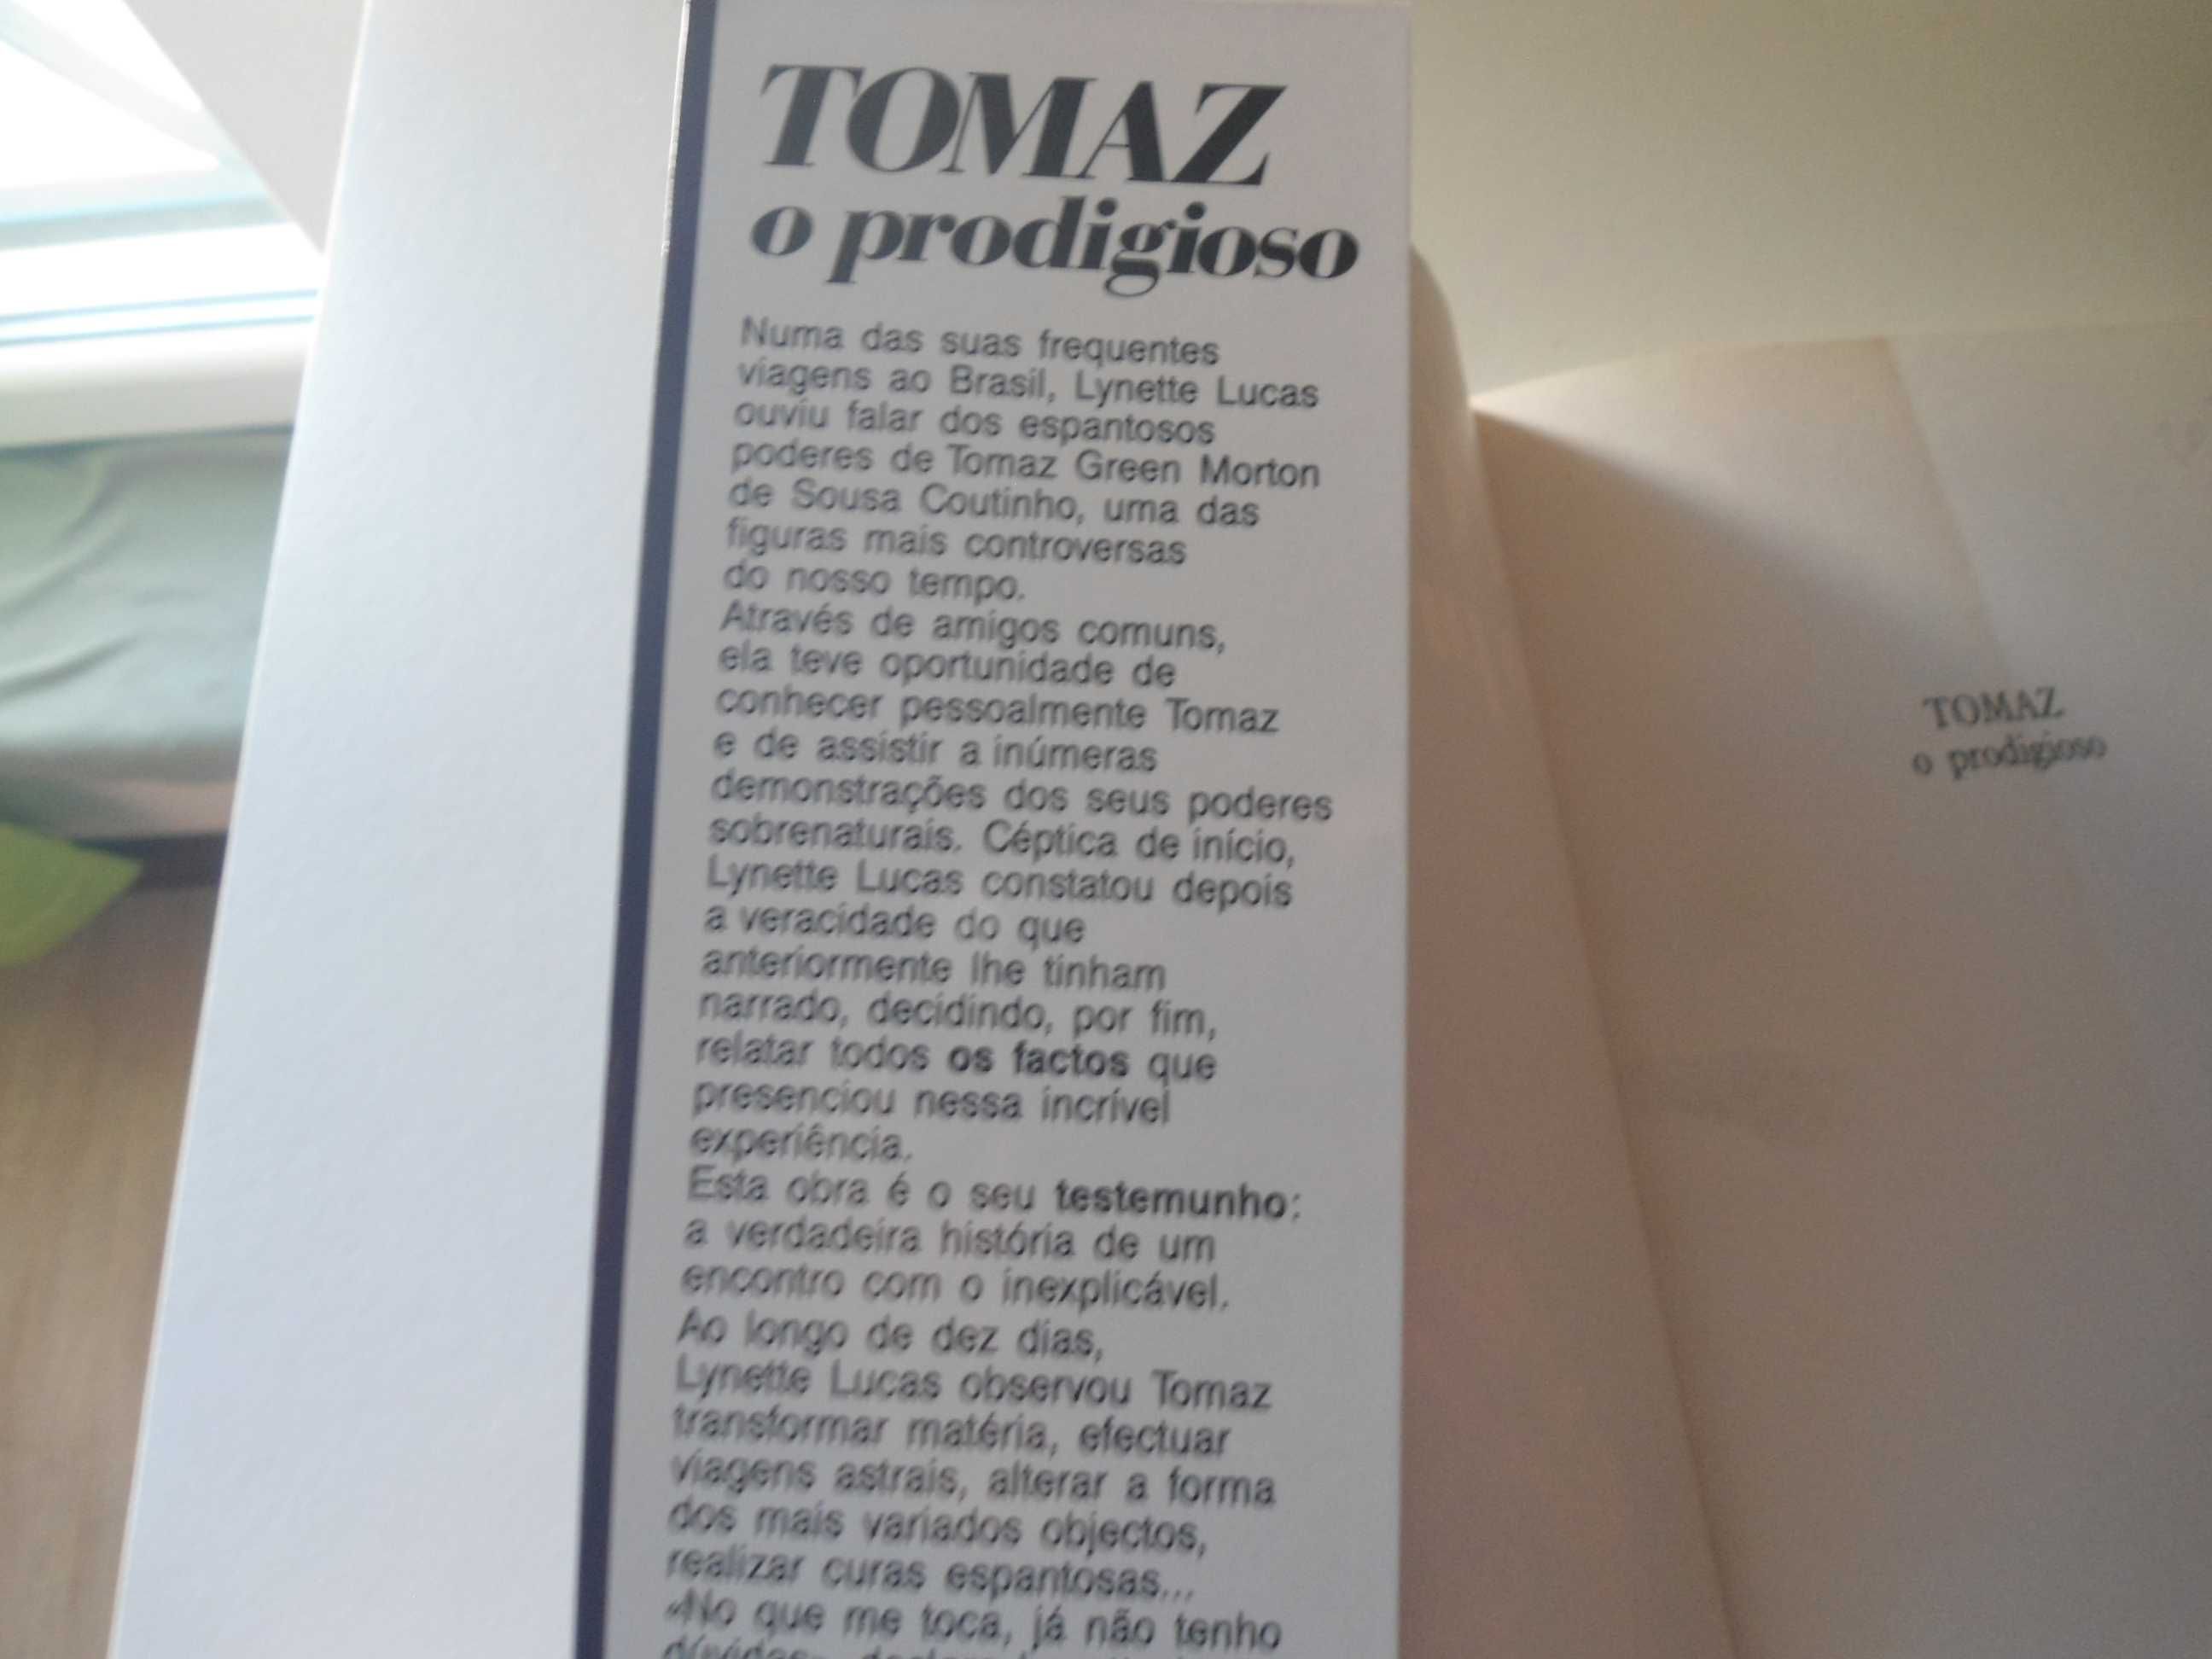 TOMAZ
o prodigioso
Numa das suas frequentes
viagens ao Brasil, Lynette Lucas
ouviu falar dos espantosos
poderes de Tomaz Green Morton
de Sousa Coutinho, uma das
figuras mais controversas
do nosso tempo.
Através de amigos comuns,
ela teve oportunidade de
conhecer pessoalmente Tomaz
e de assistir a inúmeras
demonstrações dos seus poderes
sobrenaturais. Céptica de início,
Lynette Lucas constatou depois
a veracidade do que
anteriormente lhe tinham
narrado, decidindo, por fim,
relatar todos os factos que
presenciou nessa incrível
experiência.
Esta obra é o seu testemunho:
a verdadeira história de um
encontro com o inexplicável.
Ao longo de dez dias,
Lynette Lucas observou Tomaz
transformar matéria, efectuar
viagens astrais, alterar a forma
dos mais variados objectos,
realizar curas espantosas...
«No que me toca, já não tenho
TOMAZ
o prodigioso